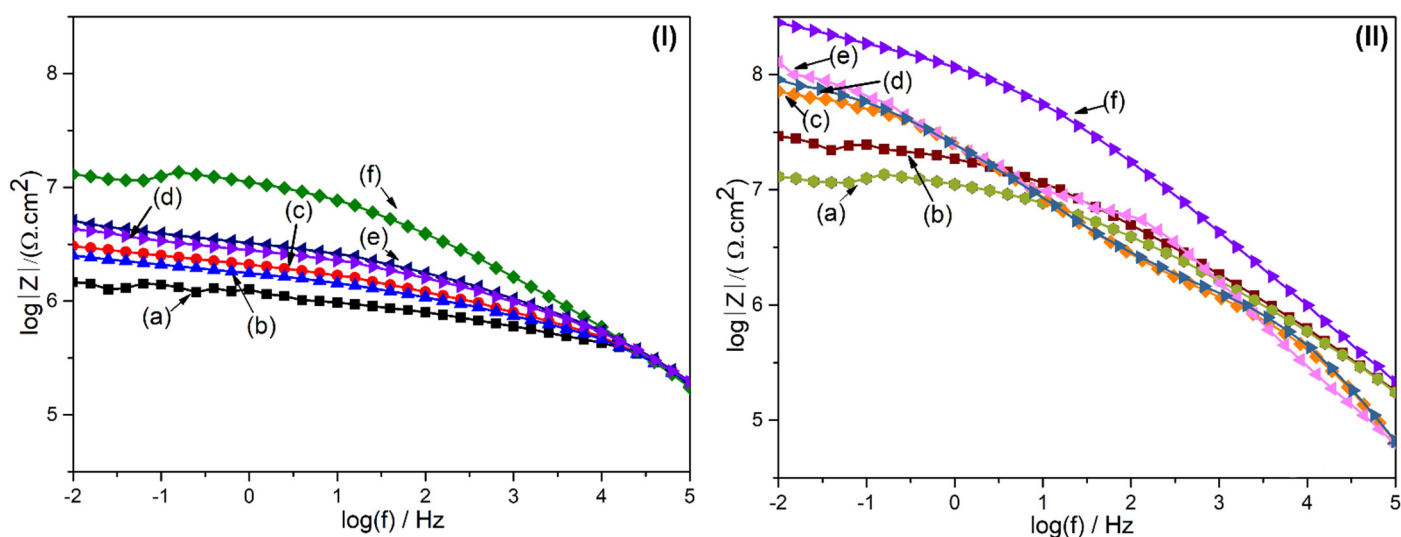 (I)
8
7
6
5
log|Z|/(Ω.cm²)
(a)
(b)
(c)
(d)
(e)
(f)
-2 -1 0 1 2 3 4 5
log(f) / Hz
(II)
8
7
6
5
log|Z|/( Ω.cm²)
(a)
(b)
(c)
(d)
(e)
(f)
-2 -1 0 1 2 3 4 5
log(f) / Hz